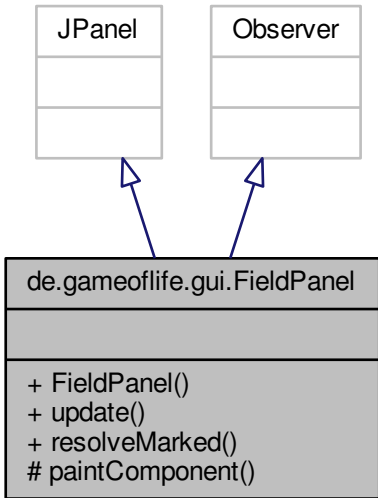 JPanel
Observer
de.gameoflife.gui.FieldPanel
+ FieldPanel()
+ update()
+ resolveMarked()
# paintComponent()